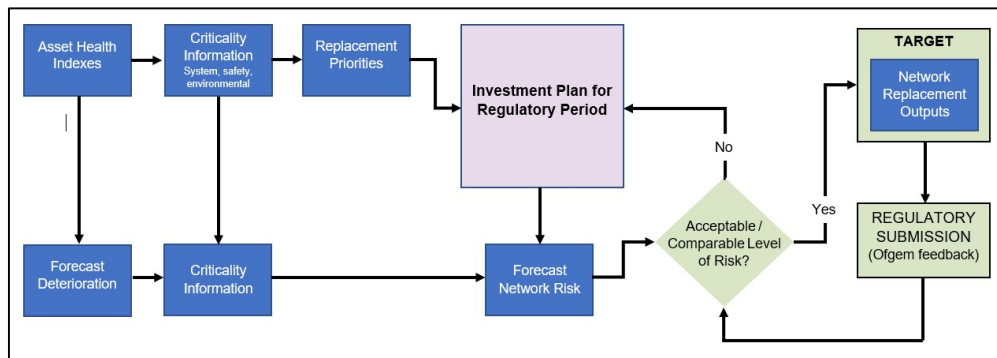 Asset Health
Indexes
Criticality
Information
System, safety,
environmental
Replacement
Priorities
Investment Plan for
Regulatory Period
No
Yes
TARGET
Network
Replacement
Outputs
Forecast
Deterioration
Criticality
Information
Forecast
Network Risk
Acceptable /
Comparable Level
of Risk?
REGULATORY
SUBMISSION
(Ofgem feedback)